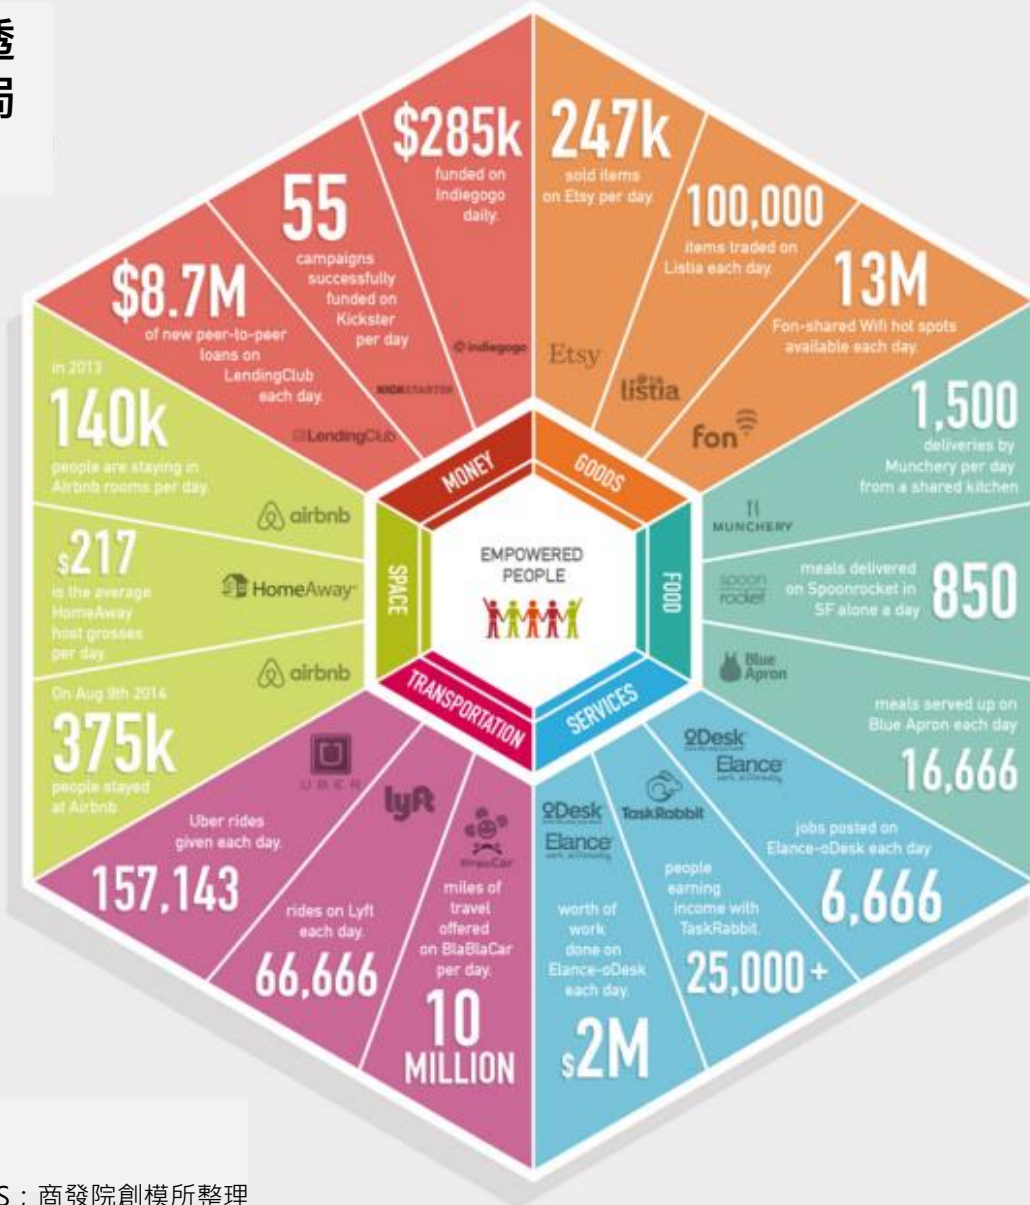 透
局
$285k
funded on
Indiegogo
daily.
indiegogo
55
campaigns
successfully
funded on
Kickster
per day
KICKSTARTER
$8.7M
of new peer-to-peer
loans on
LendingClub
each day.
LendingClub
247k
sold items
on Etsy per day.
Etsy
100,000
items traded on
Listia each day.
listia
13M
Fon-shared Wifi hot spots
available each day.
fon
in 2013
140k
people are staying in
Airbnb rooms per day.
airbnb
$217
is the average
HomeAway
host grosses
per day
HomeAway
On Aug 9th 2014
375k
people stayed
at Airbnb
airbnb
1,500
deliveries by
Munchery per day
from a shared kitchen
MUNCHERY
meals delivered
on Spoonrocket in
SF alone a day
850
spoon
rocket
Blue
Apron
meals served up on
Blue Apron each day
16,666
MONEY
GOODS
SPACE
FOOD
TRANSPORTATION
SERVICES
EMPOWERED
PEOPLE
UBER
Uber rides
given each day.
157,143
lyft
rides on Lyft
each day.
66,666
BlaBlaCar
miles of
travel
offered
on BlaBlaCar
per day.
10
MILLION
oDesk
Elance
worth of
work
done on
Elance-oDesk
each day.
$2M
TaskRabbit
people
earning
income with
TaskRabbit.
25,000+
oDesk
Elance
jobs posted on
Elance-oDesk each day
6,666
S；商發院創模所整理